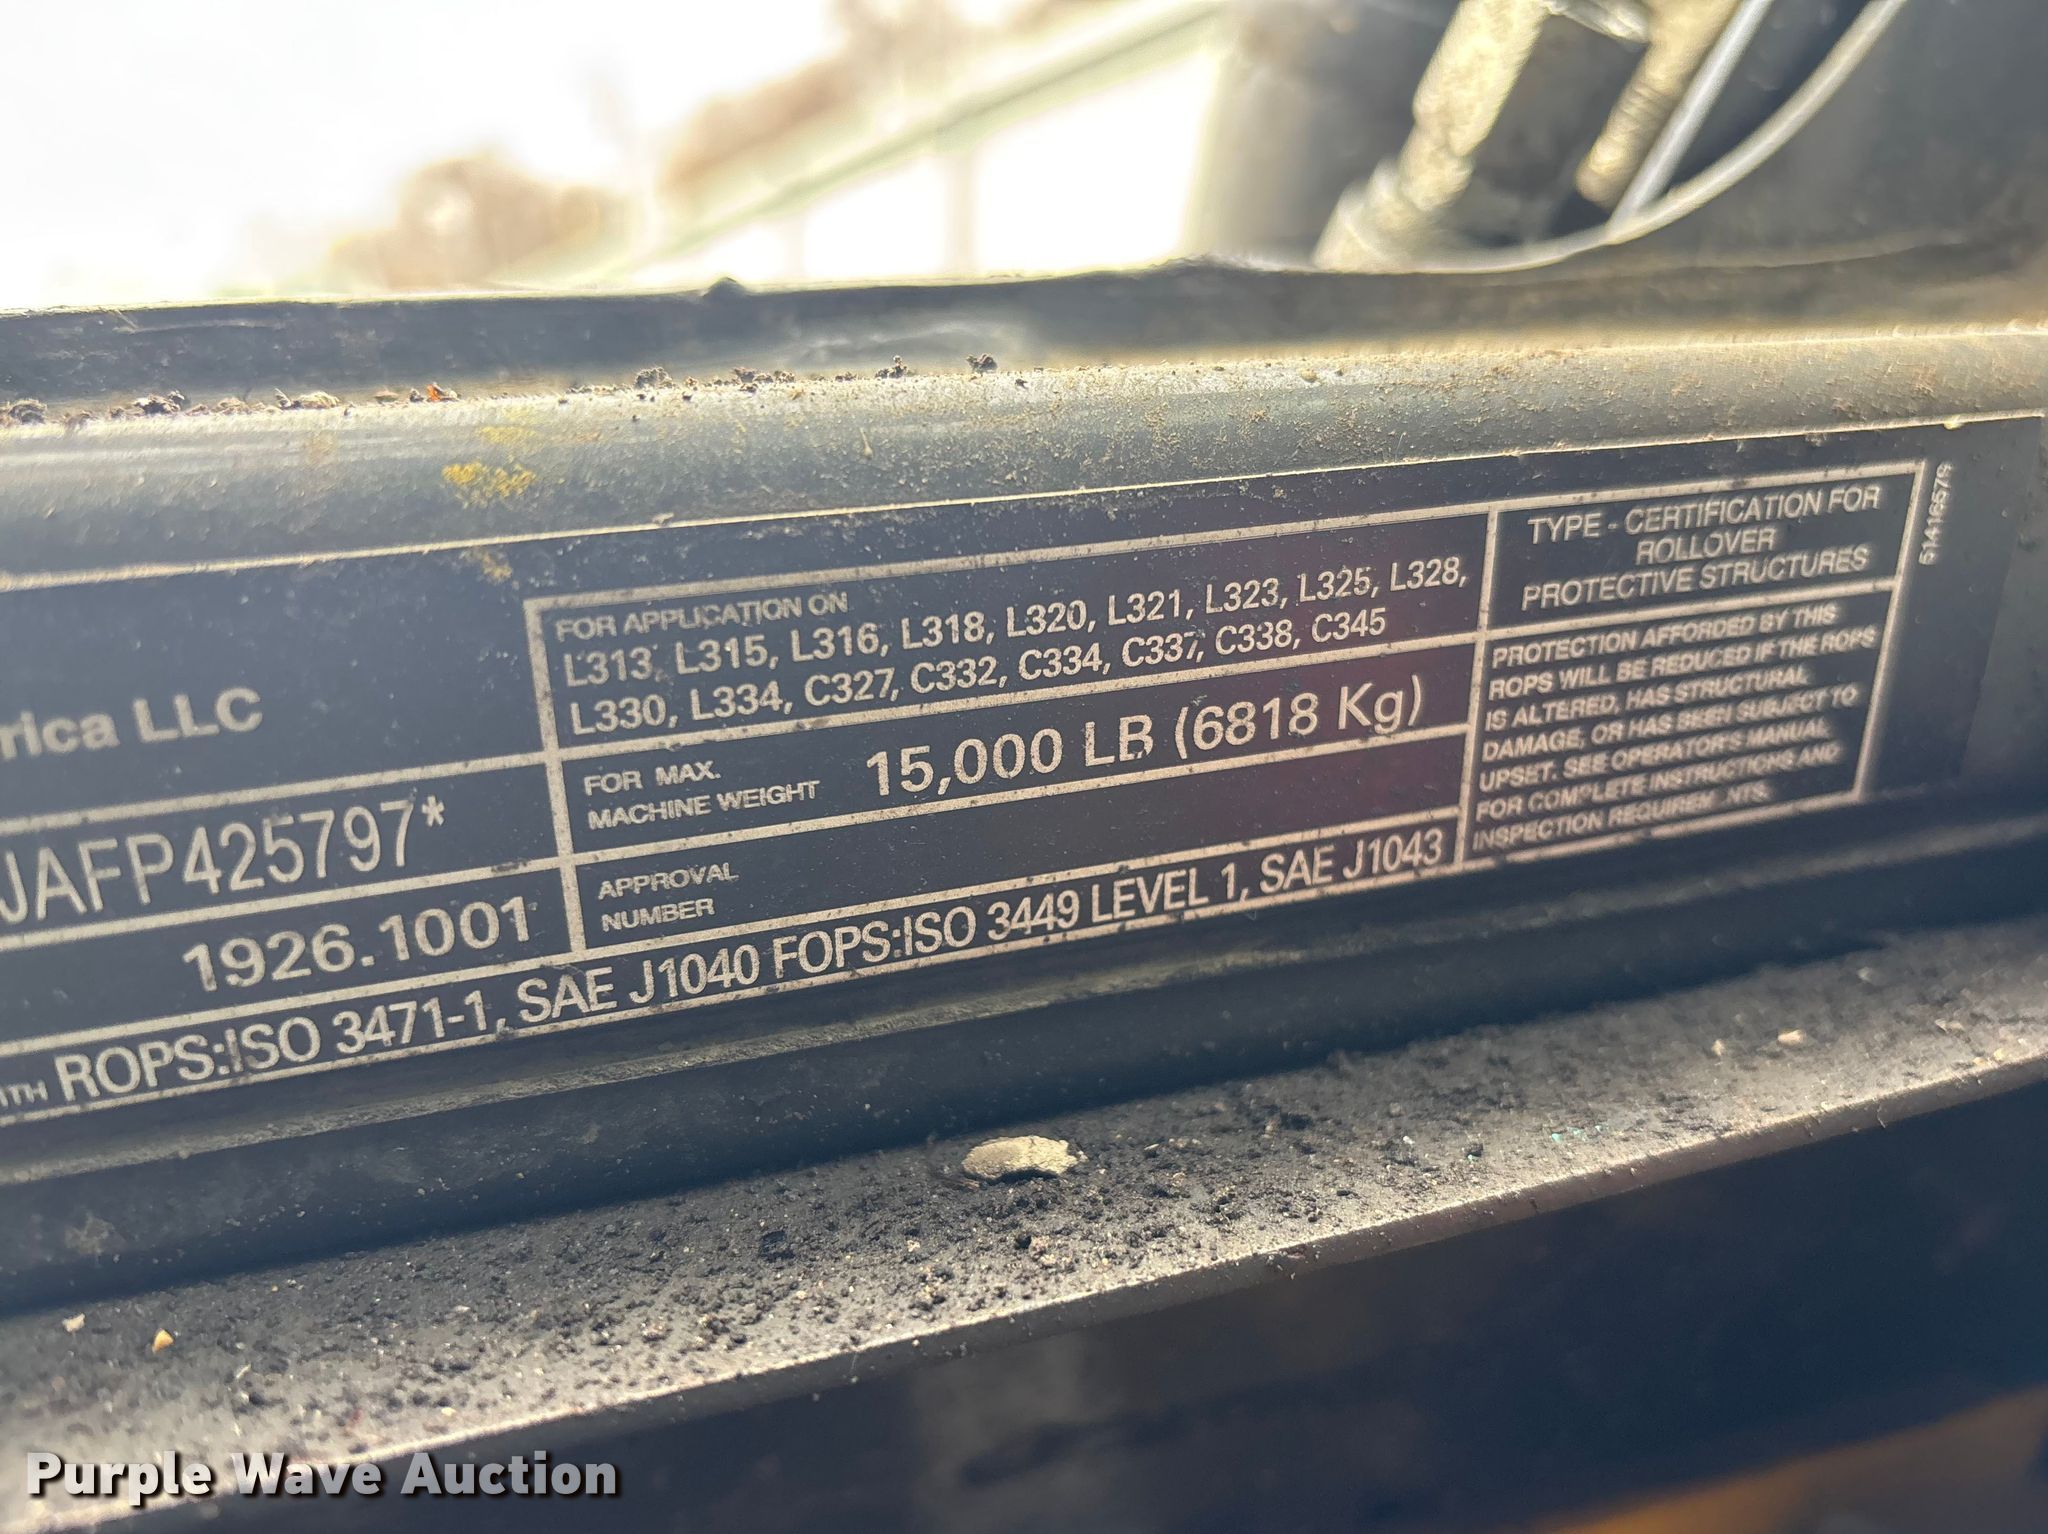 rica LLC
JAFP425797*
1926.1001
FOR APPLICATION ON
L313, L315, L316, L318, L320, L321, L323, L325, L328,
L330, L334, C327, C332, C334, C337, C338, C345
FOR MAX.
MACHINE WEIGHT
15,000 LB (6818 Kg)
APPROVAL
NUMBER
ITH ROPS:ISO 3471-1, SAE J1040 FOPS:ISO 3449 LEVEL 1, SAE J1043
TYPE - CERTIFICATION FOR
ROLLOVER
PROTECTIVE STRUCTURES
PROTECTION AFFORDED BY THIS
ROPS WILL BE REDUCED IF THE ROPS
IS ALTERED, HAS STRUCTURAL
DAMAGE, OR HAS BEEN SUBJECT TO
UPSET. SEE OPERATOR'S MANUAL
FOR COMPLETE INSTRUCTIONS AND
INSPECTION REQUIREMENTS.
Purple Wave Auction